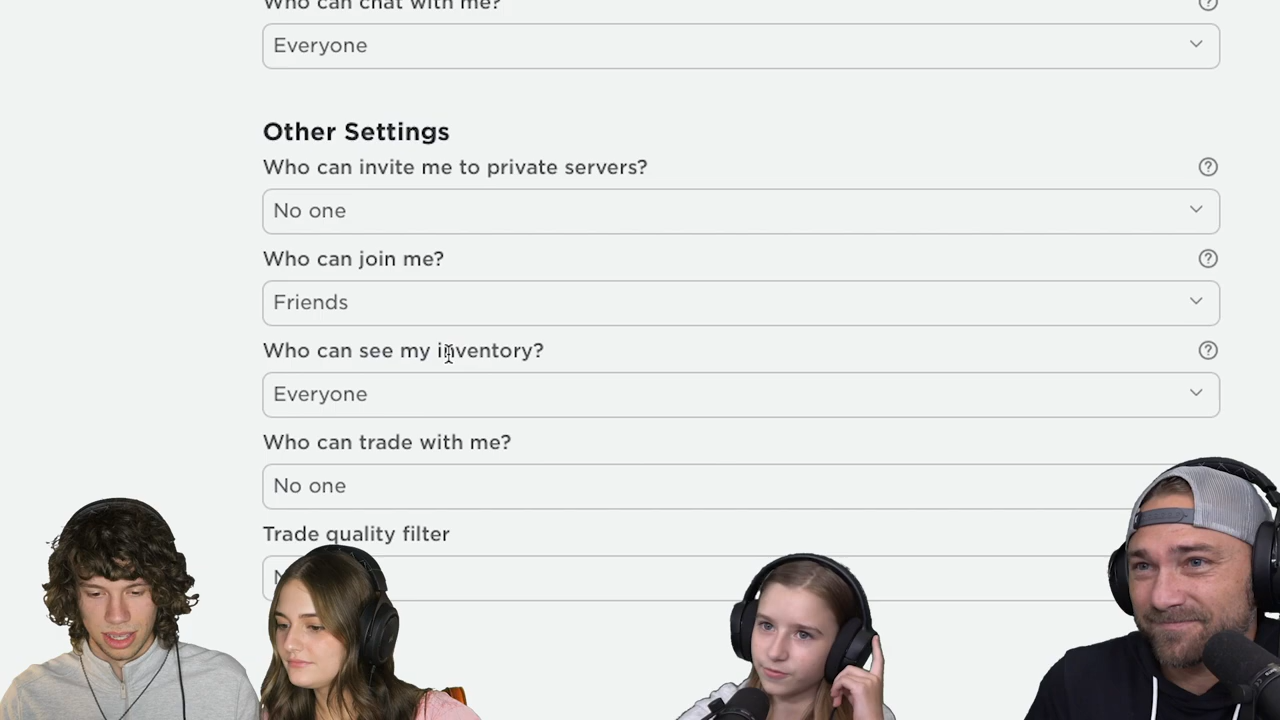 Who can chat with me?
Everyone
Other Settings
Who can invite me to private servers?
No one
Who can join me?
Friends
Who can see my inventory?
Everyone
Who can trade with me?
No one
Trade quality filter